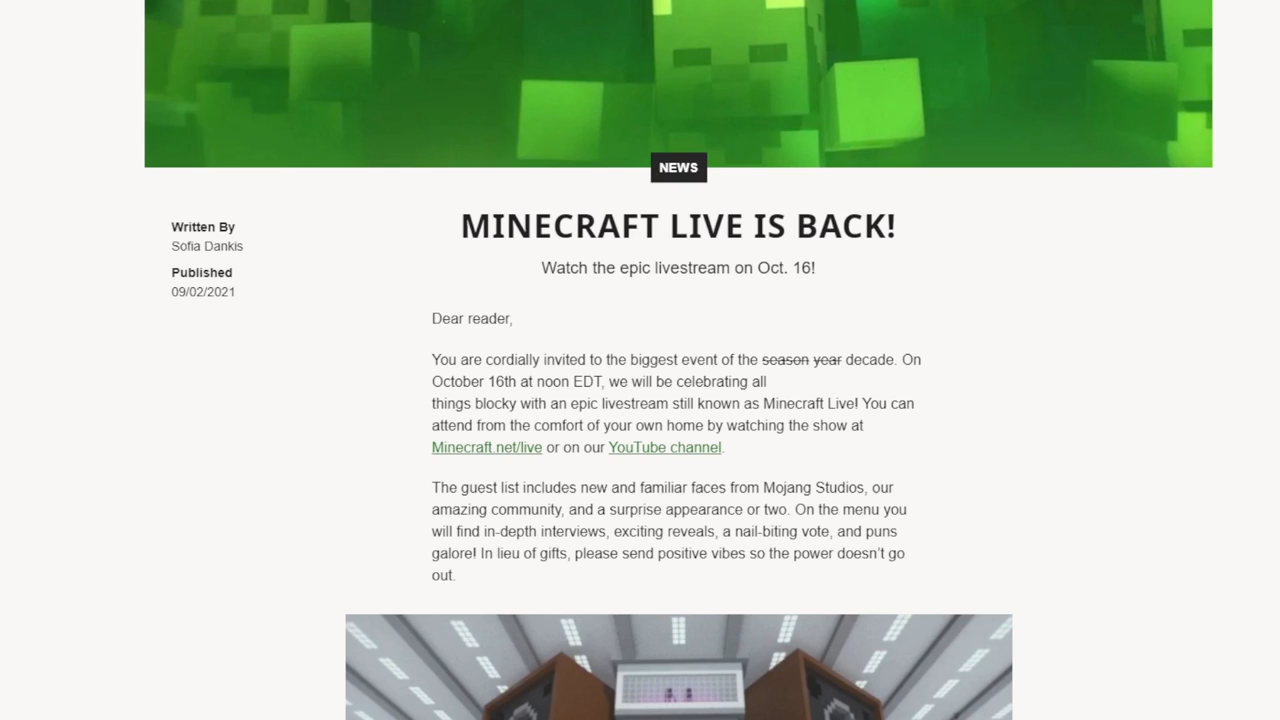 NEWS
MINECRAFT LIVE IS BACK!
Watch the epic livestream on Oct. 16!
Written By
Sofia Dankis
Published
09/02/2021
Dear reader,
You are cordially invited to the biggest event of the season year decade. On
October 16th at noon EDT, we will be celebrating all
things blocky with an epic livestream still known as Minecraft Live! You can
attend from the comfort of your own home by watching the show at
Minecraft.net/live or on our YouTube channel.
The guest list includes new and familiar faces from Mojang Studios, our
amazing community, and a surprise appearance or two. On the menu you
will find in-depth interviews, exciting reveals, a nail-biting vote, and puns
galore! In lieu of gifts, please send positive vibes so the power doesn’t go
out.